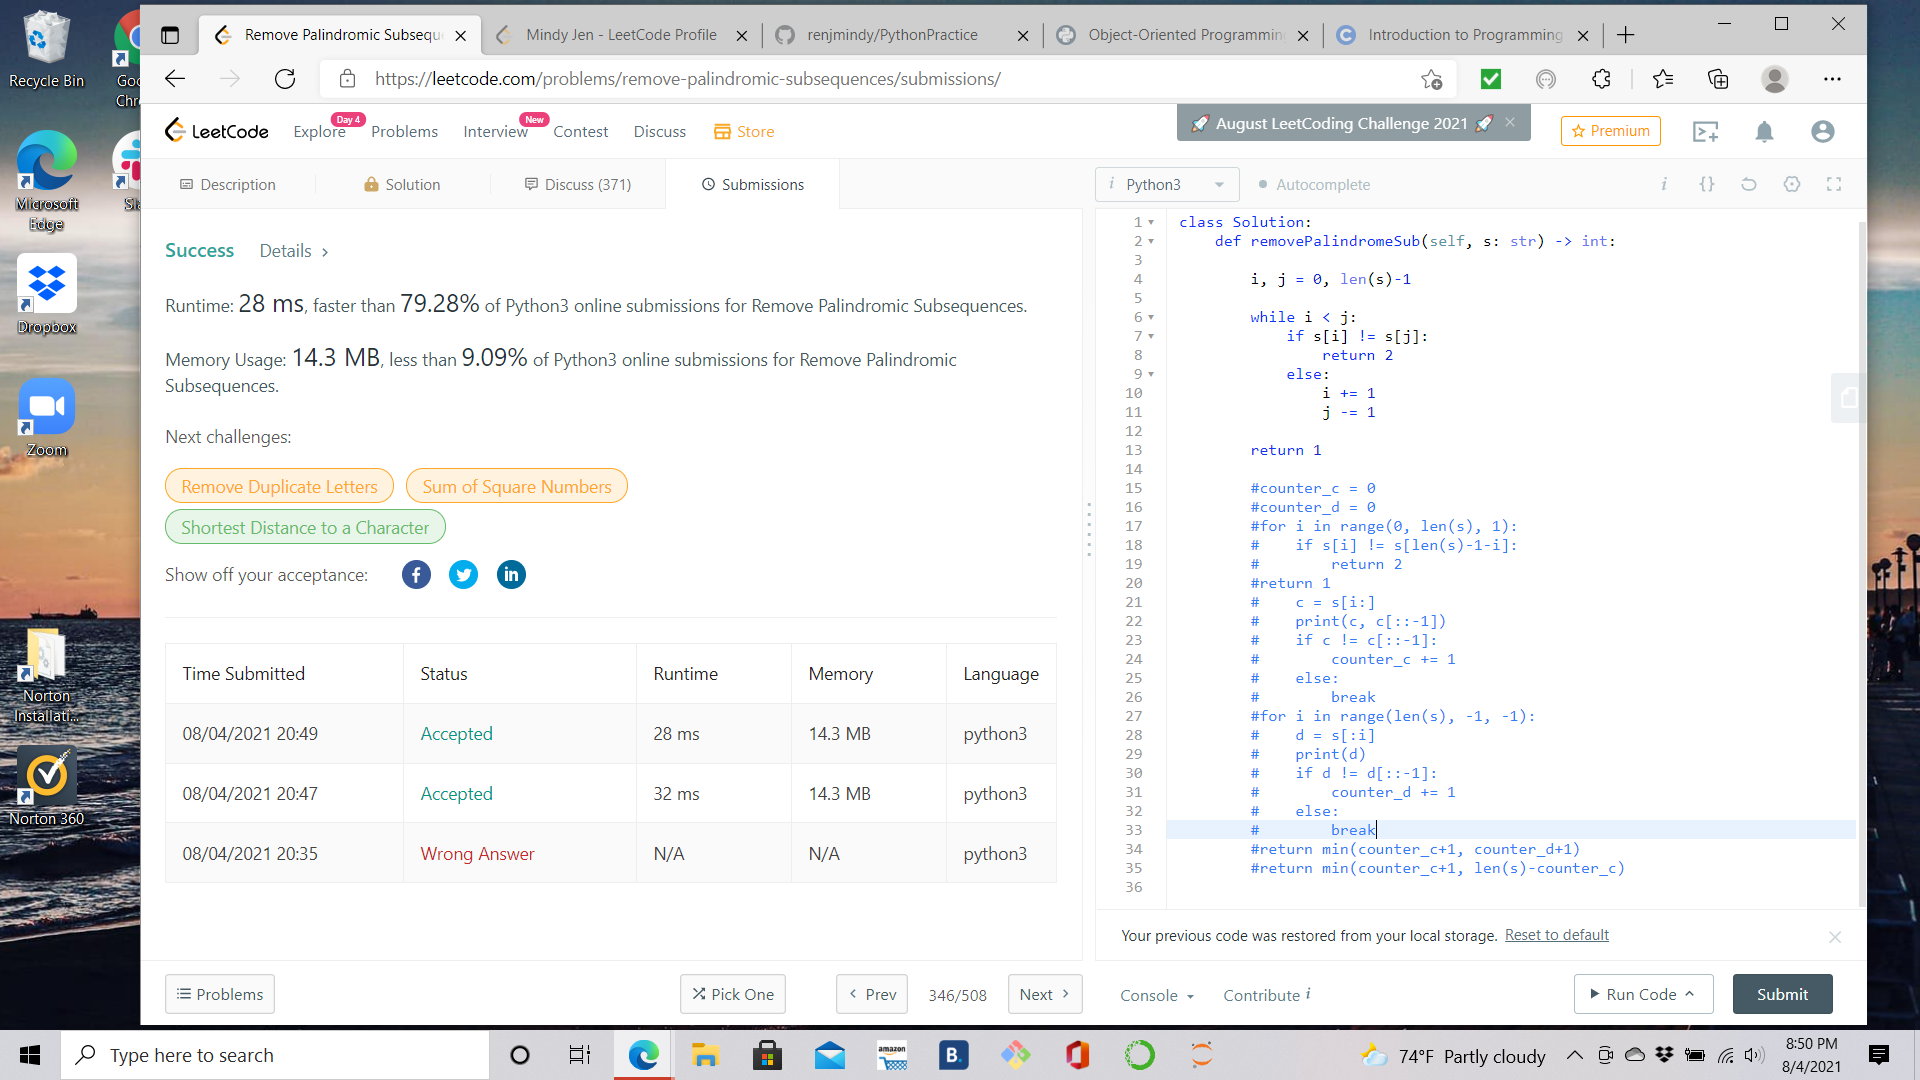 Recycle Bin
Goo
Chr
Microsoft
Edge
Sla
Dropbox
Zoom
Norton
Installati...
Norton 360
Remove Palindromic Subseque
Mindy Jen - LeetCode Profile
renjmindy/PythonPractice
Object-Oriented Programmin
Introduction to Programming
https://leetcode.com/problems/remove-palindromic-subsequences/submissions/
LeetCode
Explore
Day 4
Problems
Interview
New
Contest
Discuss
Store
August LeetCoding Challenge 2021
Premium
Description
Solution
Discuss (371)
Submissions
i Python3
Autocomplete
i {}
Success Details >
Runtime: 28 ms, faster than 79.28% of Python3 online submissions for Remove Palindromic Subsequences.
Memory Usage: 14.3 MB, less than 9.09% of Python3 online submissions for Remove Palindromic
Subsequences.
Next challenges:
Remove Duplicate Letters
Sum of Square Numbers
Shortest Distance to a Character
Show off your acceptance:
Time Submitted Status Runtime Memory Language
08/04/2021 20:49 Accepted 28 ms 14.3 MB python3
08/04/2021 20:47 Accepted 32 ms 14.3 MB python3
08/04/2021 20:35 Wrong Answer N/A N/A python3
1 class Solution:
2 def removePalindromeSub(self, s: str) -> int:
3
4 i, j = 0, len(s)-1
5
6 while i < j:
7 if s[i] != s[j]:
8 return 2
9 else:
10 i += 1
11 j -= 1
12
13 return 1
14
15 #counter_c = 0
16 #counter_d = 0
17 #for i in range(0, len(s), 1):
18 # if s[i] != s[len(s)-1-i]:
19 # return 2
20 #return 1
21 # c = s[i:]
22 # print(c, c[::-1])
23 # if c != c[::-1]:
24 # counter_c += 1
25 # else:
26 # break
27 #for i in range(len(s), -1, -1):
28 # d = s[:i]
29 # print(d)
30 # if d != d[::-1]:
31 # counter_d += 1
32 # else:
33 # break
34 #return min(counter_c+1, counter_d+1)
35 #return min(counter_c+1, len(s)-counter_c)
36
Your previous code was restored from your local storage. Reset to default
Problems
Pick One
< Prev
346/508
Next >
Console
Contribute i
Run Code
Submit
Type here to search
amazon
B.
74°F Partly cloudy
8:50 PM
8/4/2021